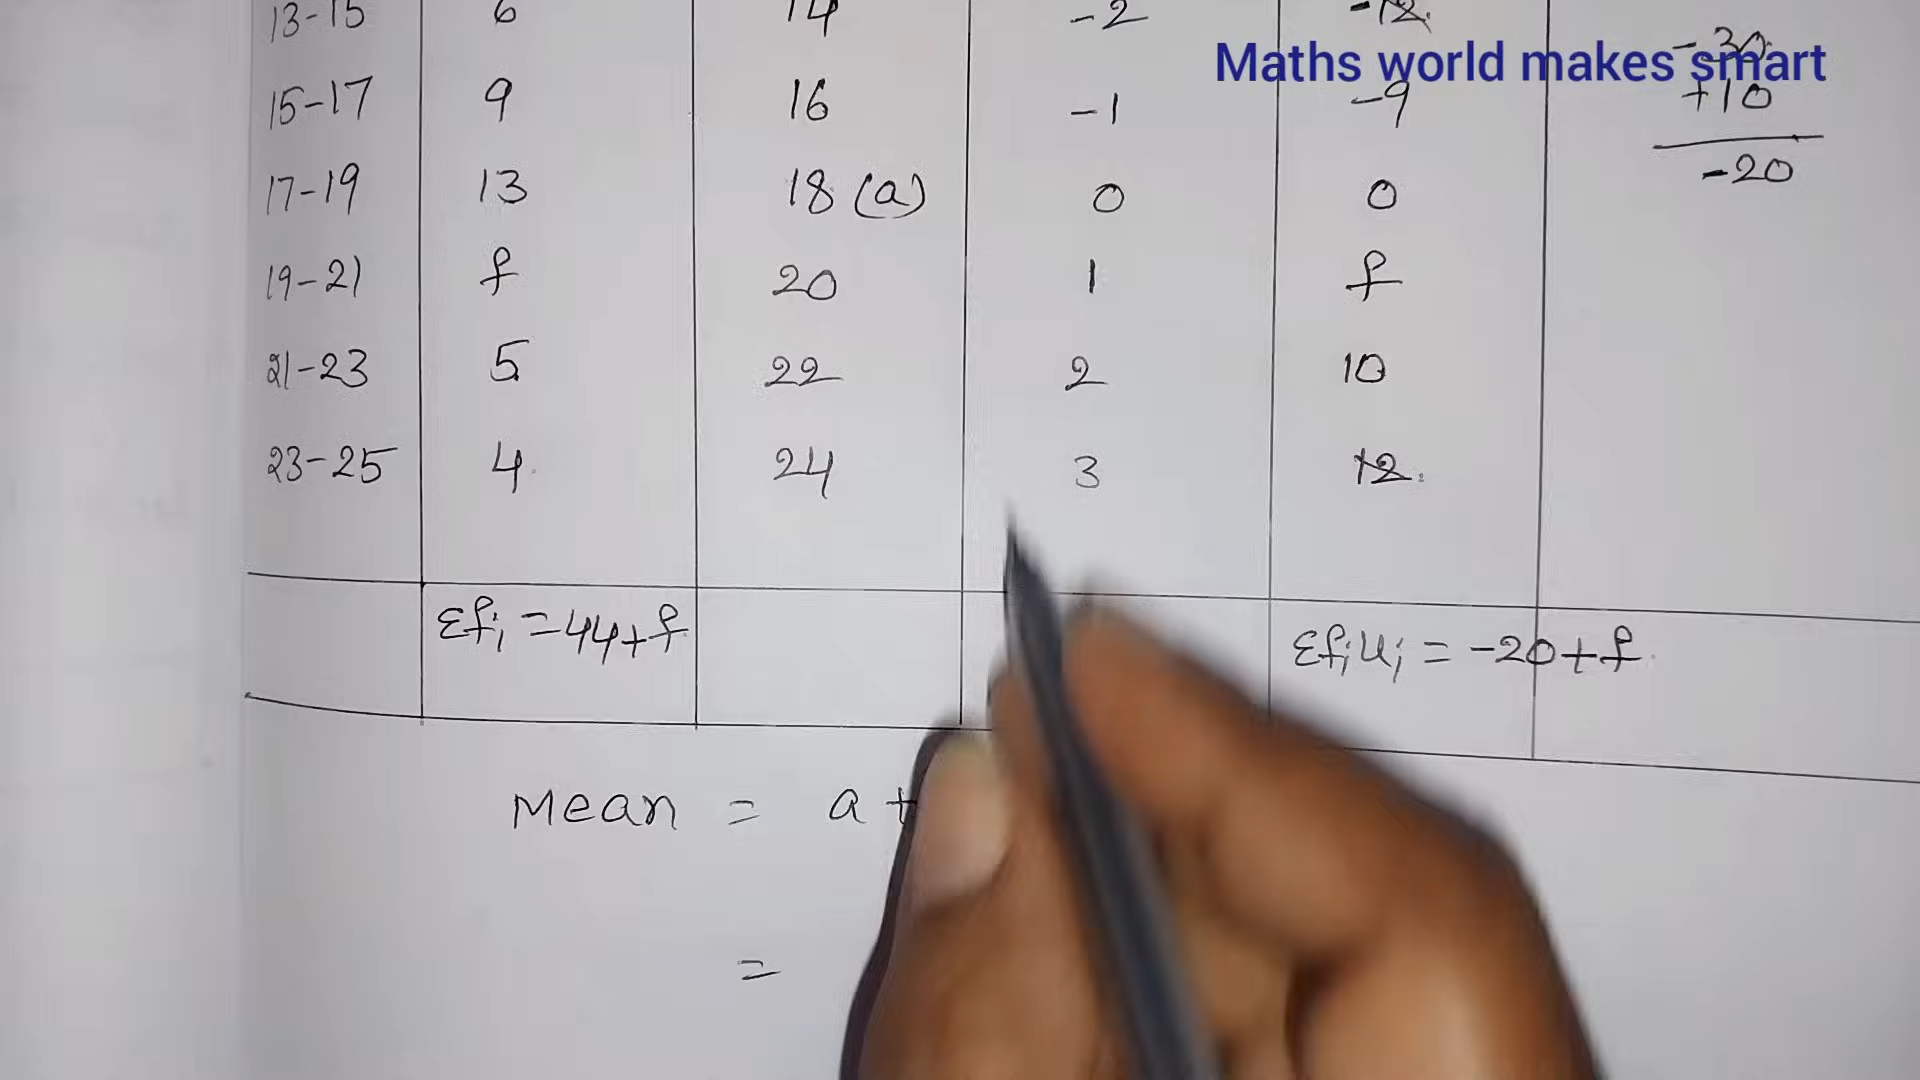 13-15 6 14 -2 -12.
-30
Maths world makes smart
15-17 9 16 -1 -9 +10
17-19 13 18 (a) 0 0 -20
19-21 f 20 1 f
21-23 5 22 2 10
23-25 4. 24 3 12.
Σfi = 44+f Σfiui = -20+f
Mean = a +
=